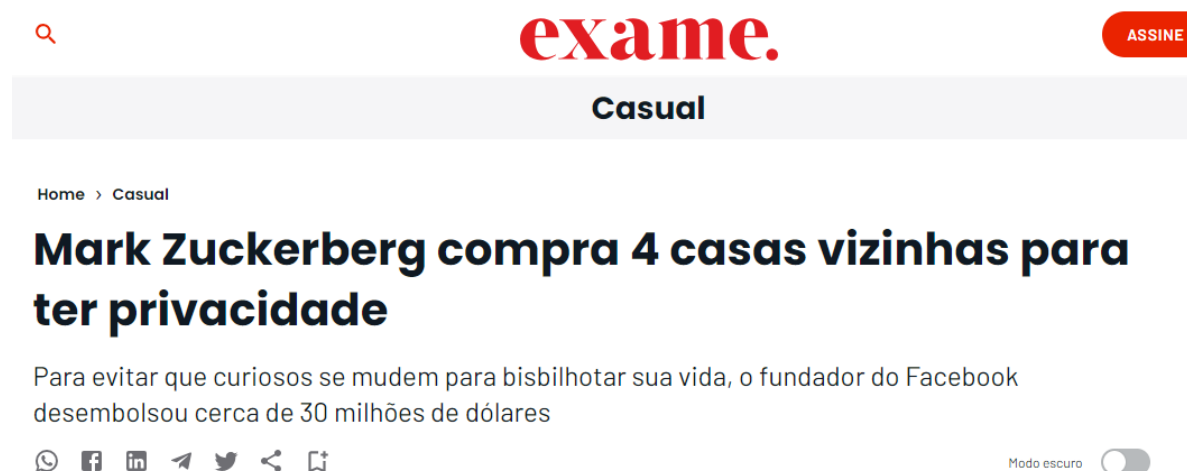 exame.
ASSINE
Casual
Home > Casual
Mark Zuckerberg compra 4 casas vizinhas para
ter privacidade
Para evitar que curiosos se mudem para bisbilhotar sua vida, o fundador do Facebook
desembolsou cerca de 30 milhões de dólares
Modo escuro